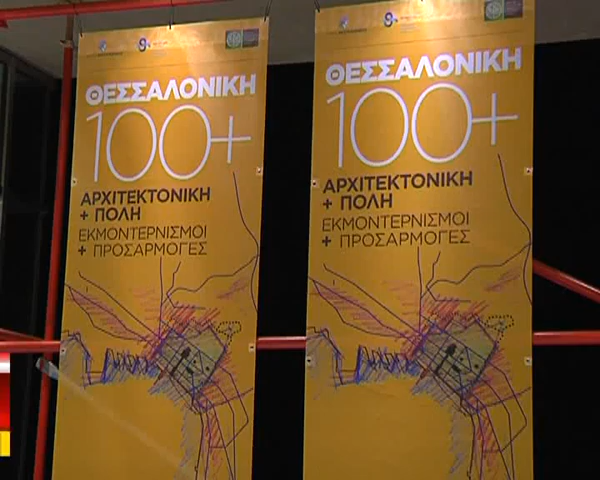 ΘΕΣΣΑΛΟΝΙΚΗ
100+
ΑΡΧΙΤΕΚΤΟΝΙΚΗ
+ ΠΟΛΗ
ΕΚΜΟΝΤΕΡΝΙΣΜΟΙ
+ ΠΡΟΣΑΡΜΟΓΕΣ
ΘΕΣΣΑΛΟΝΙΚΗ
100+
ΑΡΧΙΤΕΚΤΟΝΙΚΗ
+ ΠΟΛΗ
ΕΚΜΟΝΤΕΡΝΙΣΜΟΙ
+ ΠΡΟΣΑΡΜΟΓΕΣ